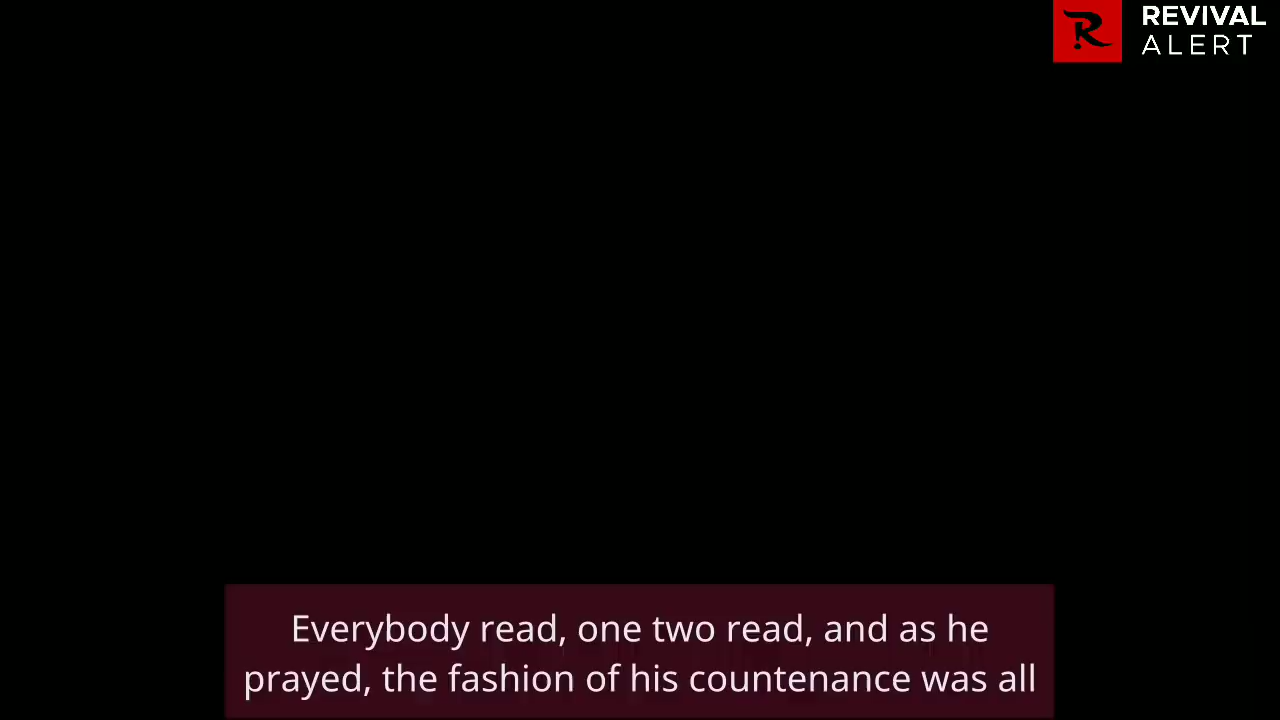 REVIVAL
ALERT
Everybody read, one two read, and as he
prayed, the fashion of his countenance was all